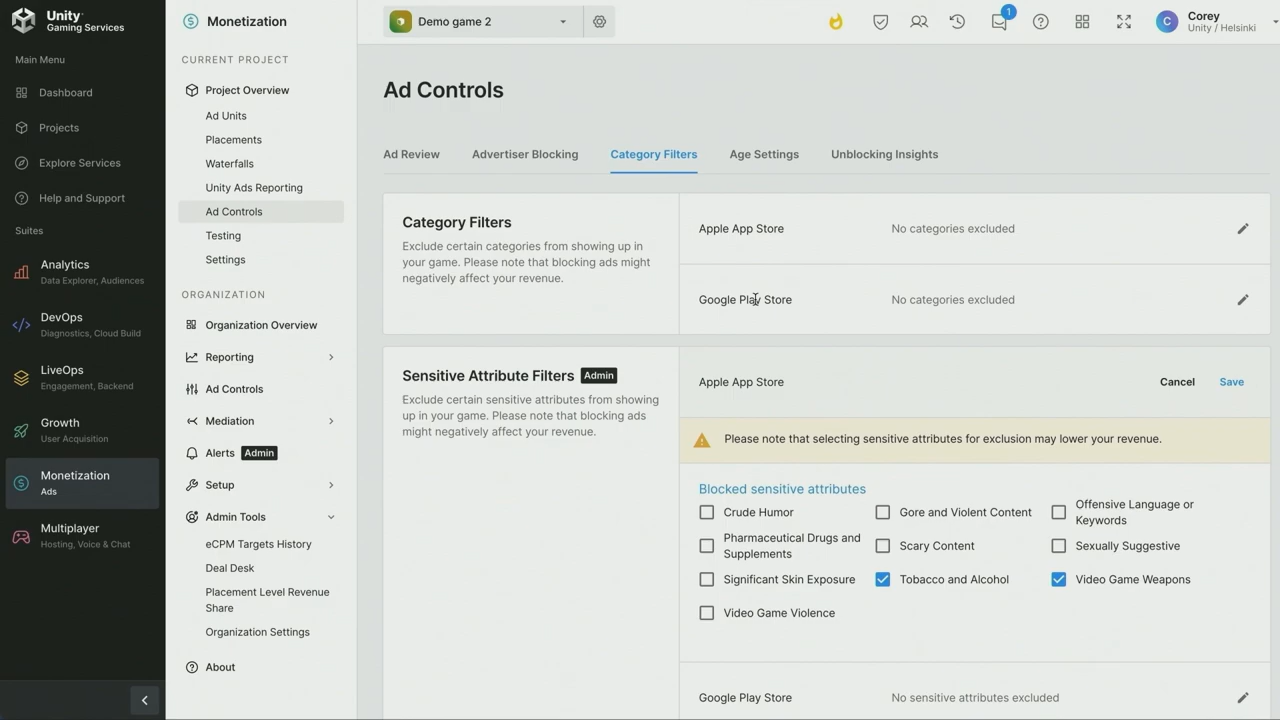 Unity
Gaming Services
Main Menu
Dashboard
Projects
Explore Services
Help and Support
Suites
Analytics
Data Explorer, Audiences
DevOps
Diagnostics, Cloud Build
LiveOps
Engagement, Backend
Growth
User Acquisition
Monetization
Ads
Multiplayer
Hosting, Voice & Chat
Monetization
CURRENT PROJECT
Project Overview
Ad Units
Placements
Waterfalls
Unity Ads Reporting
Ad Controls
Testing
Settings
ORGANIZATION
Organization Overview
Reporting
Ad Controls
Mediation
Alerts Admin
Setup
Admin Tools
eCPM Targets History
Deal Desk
Placement Level Revenue
Share
Organization Settings
About
Demo game 2
1
C
Corey
Unity / Helsinki
Ad Controls
Ad Review Advertiser Blocking Category Filters Age Settings Unblocking Insights
Category Filters
Exclude certain categories from showing up in
your game. Please note that blocking ads might
negatively affect your revenue.
Apple App Store No categories excluded
Google Play Store No categories excluded
Sensitive Attribute Filters Admin
Exclude certain sensitive attributes from showing
up in your game. Please note that blocking ads
might negatively affect your revenue.
Apple App Store Cancel Save
Please note that selecting sensitive attributes for exclusion may lower your revenue.
Blocked sensitive attributes
Crude Humor
Gore and Violent Content
Offensive Language or
Keywords
Pharmaceutical Drugs and
Supplements
Scary Content
Sexually Suggestive
Significant Skin Exposure
Tobacco and Alcohol
Video Game Weapons
Video Game Violence
Google Play Store No sensitive attributes excluded